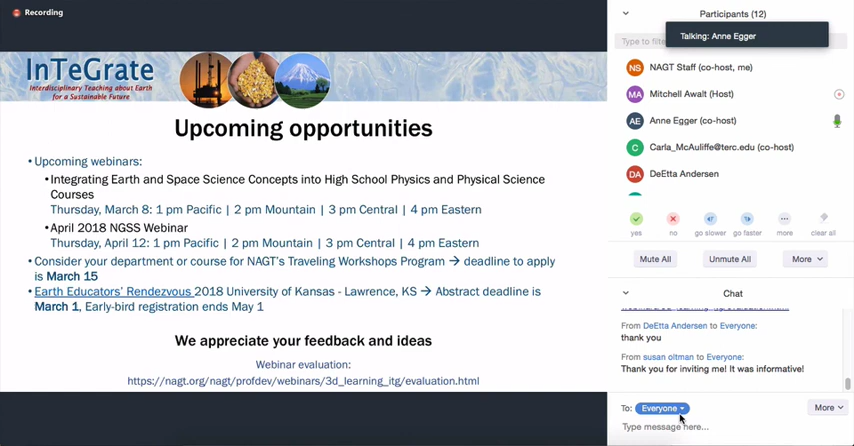 Recording
InTeGrate
Interdisciplinary Teaching about Earth
for a Sustainable Future
Upcoming opportunities
• Upcoming webinars:
• Integrating Earth and Space Science Concepts into High School Physics and Physical Science
Courses
Thursday, March 8: 1 pm Pacific | 2 pm Mountain | 3 pm Central | 4 pm Eastern
• April 2018 NGSS Webinar
Thursday, April 12: 1 pm Pacific | 2 pm Mountain | 3 pm Central | 4 pm Eastern
• Consider your department or course for NAGT's Traveling Workshops Program → deadline to apply
is March 15
• Earth Educators' Rendezvous 2018 University of Kansas - Lawrence, KS → Abstract deadline is
March 1, Early-bird registration ends May 1
We appreciate your feedback and ideas
Webinar evaluation:
https://nagt.org/nagt/profdev/webinars/3d_learning_itg/evaluation.html
Participants (12)
Talking: Anne Egger
Type to filte
NS NAGT Staff (co-host, me)
MA Mitchell Awalt (Host)
AE Anne Egger (co-host)
C Carla_McAuliffe@terc.edu (co-host)
DA DeEtta Andersen
yes no go slower go faster more clear all
Mute All Unmute All More
Chat
From DeEtta Andersen to Everyone:
thank you
From susan oltman to Everyone:
Thank you for inviting me! It was informative!
To: Everyone More
Type message here...